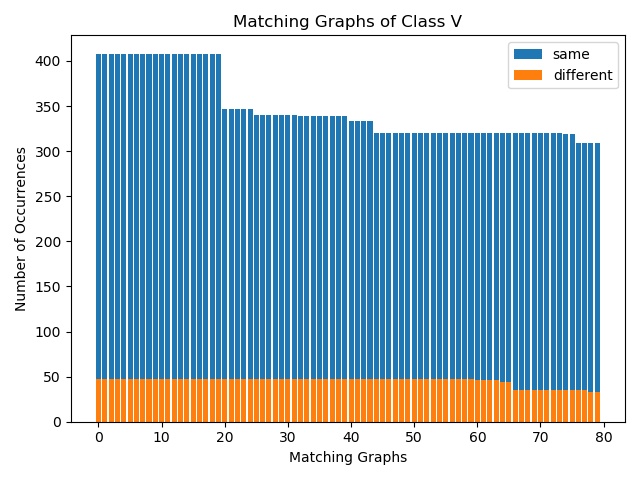 Matching Graphs of Class V
same
different
Number of Occurrences
400
350
300
250
200
150
100
50
0
0 10 20 30 40 50 60 70 80
Matching Graphs